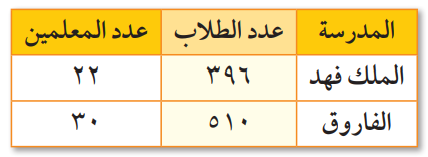 المدرسة عدد الطلاب عدد المعلمين
الملك فهد ٣٩٦ ٢٢
الفاروق ٥١٠ ٣٠